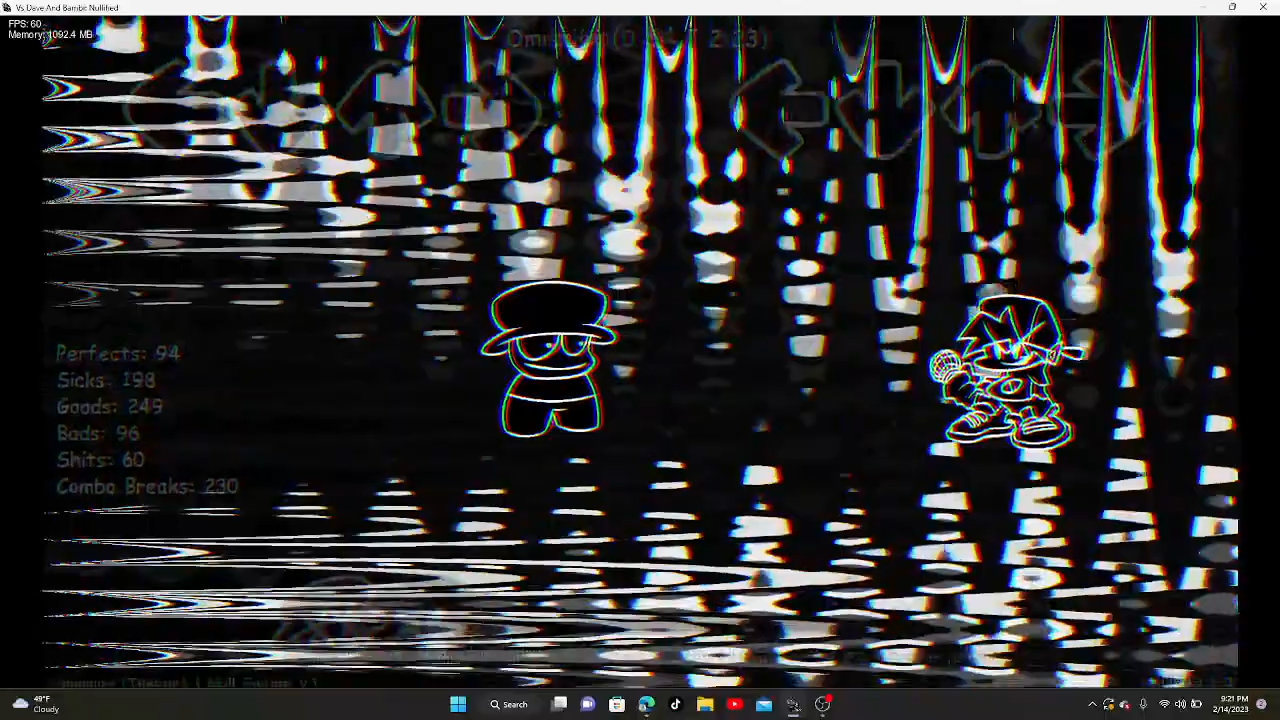 Vs Dave And Bambi: Nullified
FPS: 60
Memory: 1092.4 MB
Perfects: 94
Sicks: 198
Goods: 249
Bads: 96
Shits: 60
Combo Breaks: 230
49°F
Cloudy
Search
9:21 PM
2/14/2023